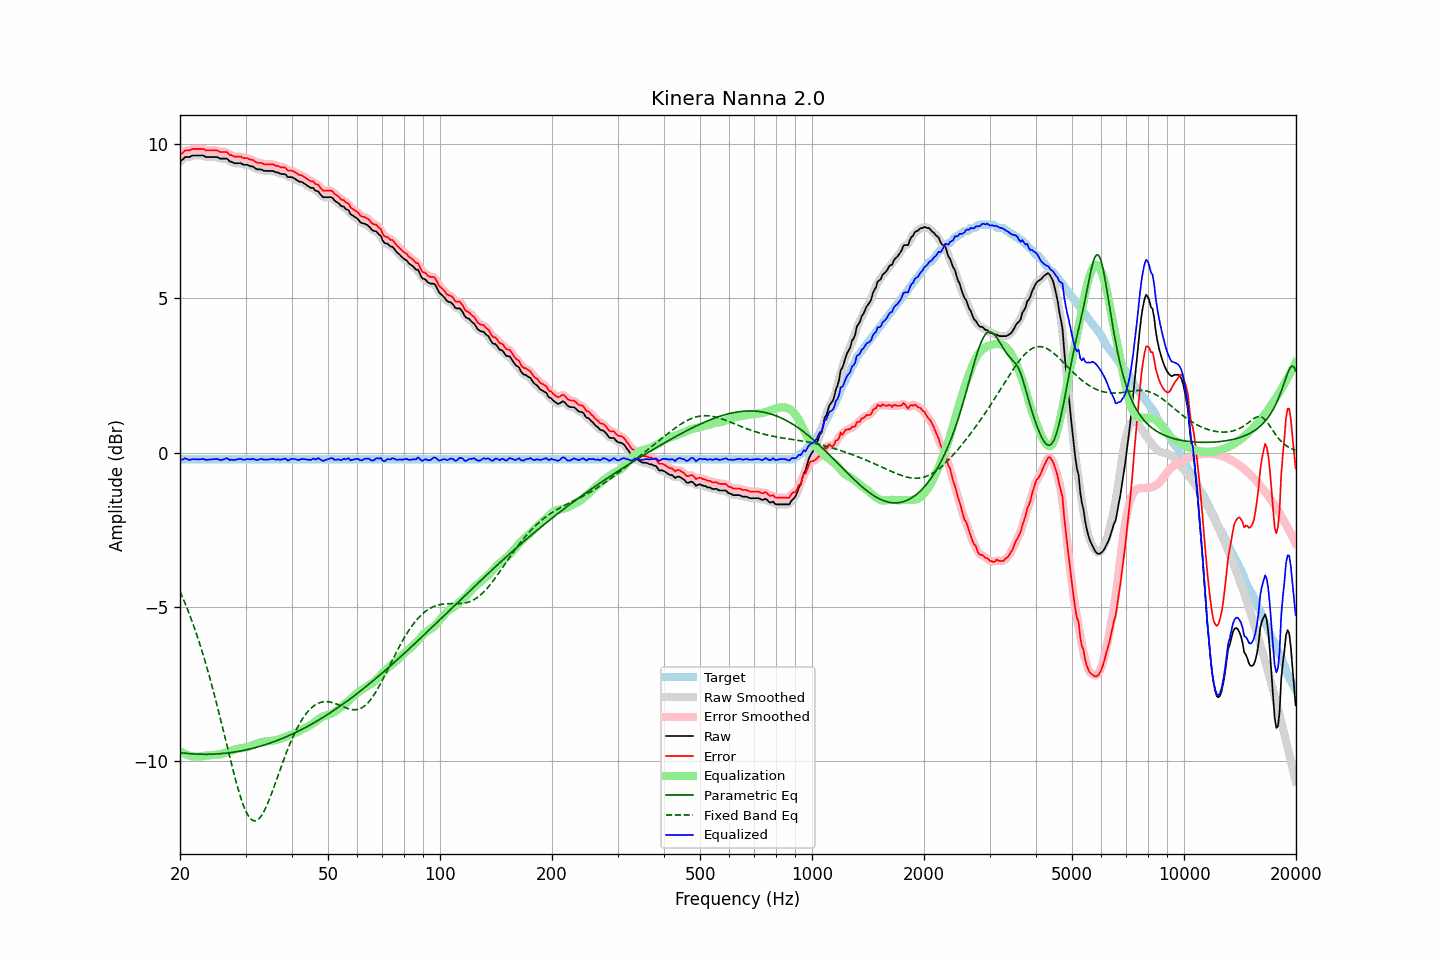 Kinera Nanna 2.0
Amplitude (dBr)
10
5
0
−5
−10
Target
Raw Smoothed
Error Smoothed
Raw
Error
Equalization
Parametric Eq
Fixed Band Eq
Equalized
20 50 100 200 500 1000 2000 5000 10000 20000
Frequency (Hz)